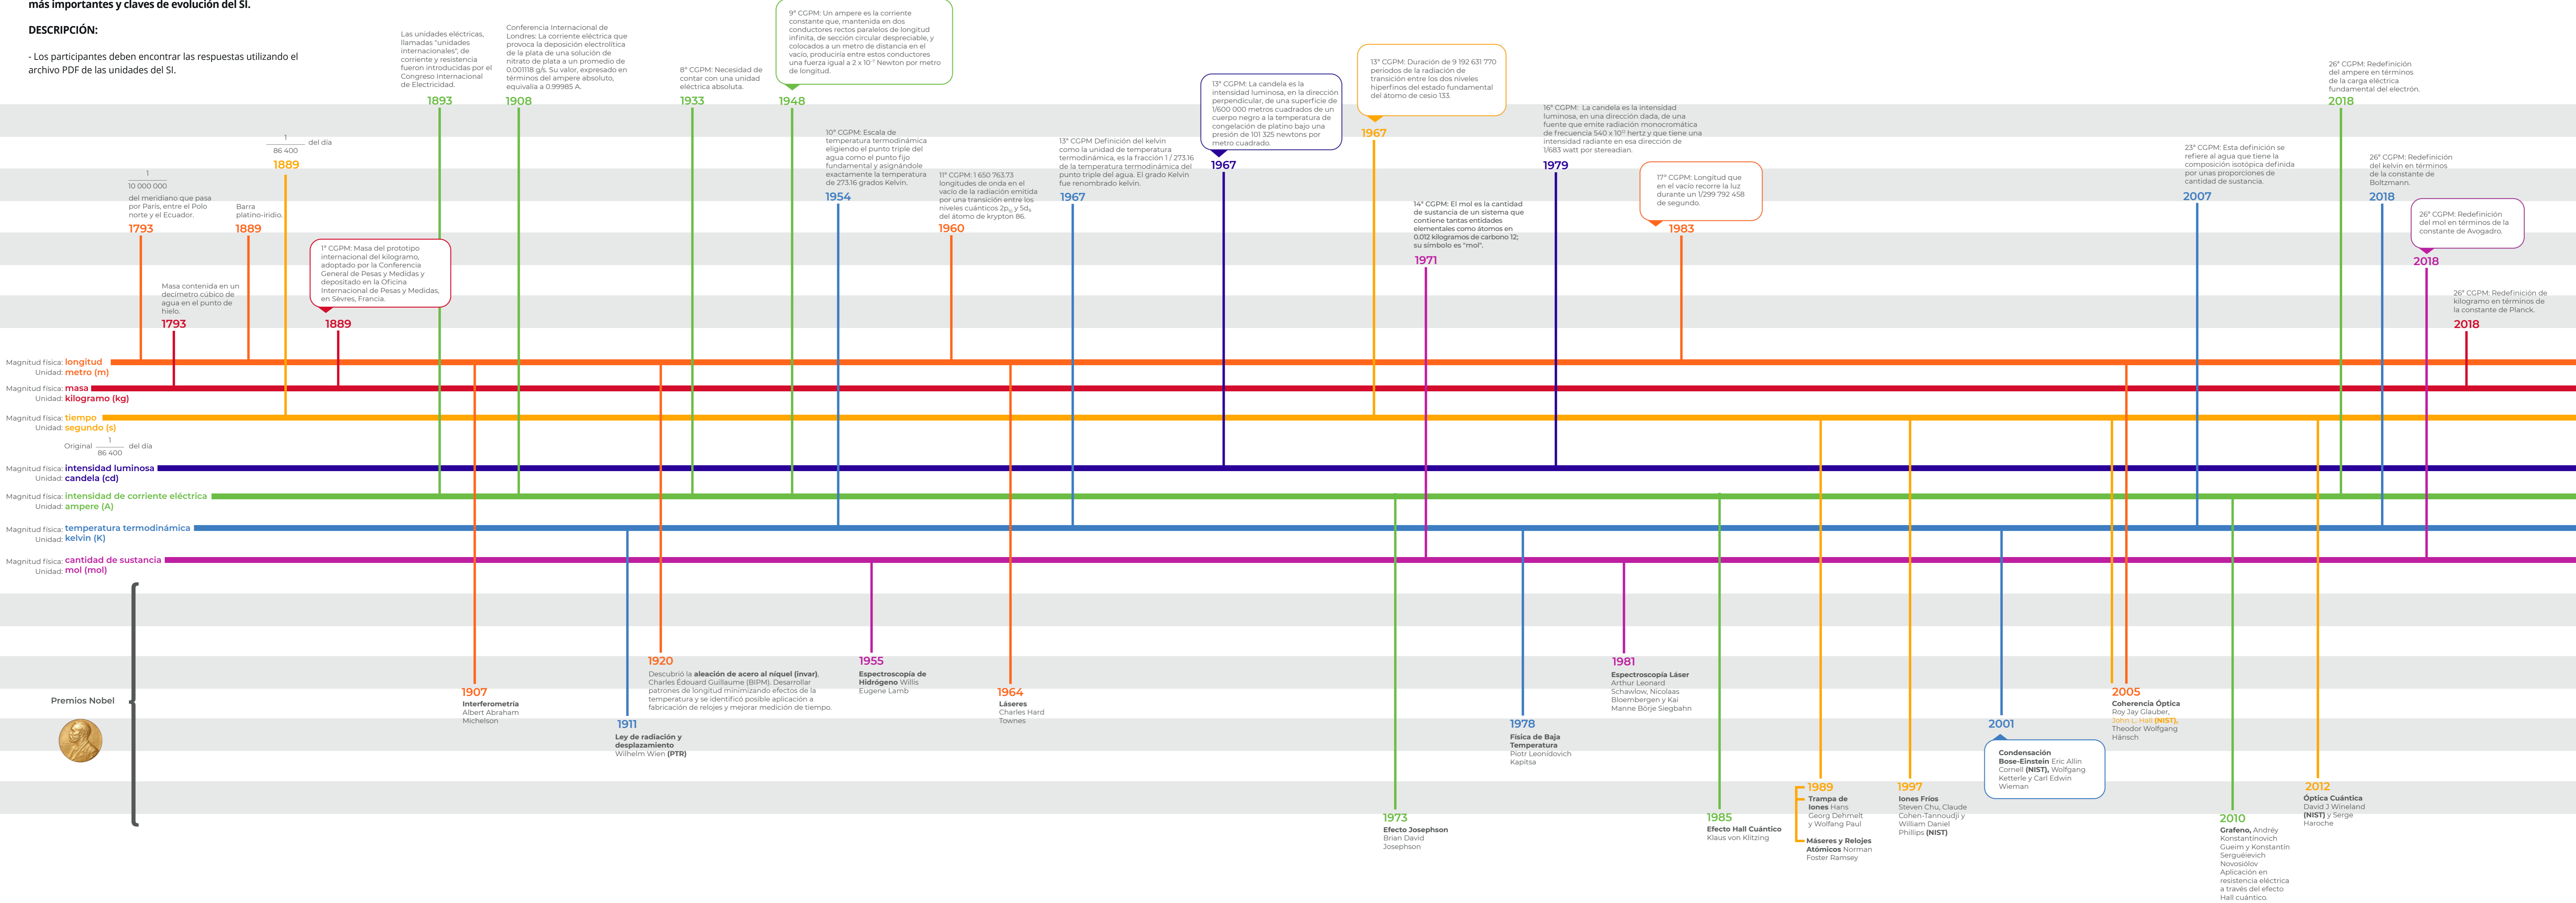 más importantes y claves de evolución del SI.
DESCRIPCIÓN:
- Los participantes deben encontrar las respuestas utilizando el
archivo PDF de las unidades del SI.
1
10 000 000
del meridiano que pasa
por París, entre el Polo
norte y el Ecuador.
1793
Masa contenida en un
decímetro cúbico de
agua en el punto de
hielo.
1793
Barra
platino-iridio.
1889
1
86 400
del día
1889
1ª CGPM: Masa del prototipo
internacional del kilogramo,
adoptado por la Conferencia
General de Pesas y Medidas y
depositado en la Oficina
Internacional de Pesas y Medidas,
en Sèvres, Francia.
1889
Las unidades eléctricas,
llamadas "unidades
internacionales", de
corriente y resistencia
fueron introducidas por el
Congreso Internacional
de Electricidad.
1893
Conferencia Internacional de
Londres: La corriente eléctrica que
provoca la deposición electrolítica
de la plata de una solución de
nitrato de plata a un promedio de
0.001118 g/s. Su valor, expresado en
términos del ampere absoluto,
equivalía a 0.99985 A.
1908
8ª CGPM: Necesidad de
contar con una unidad
eléctrica absoluta.
1933
9ª CGPM: Un ampere es la corriente
constante que, mantenida en dos
conductores rectos paralelos de longitud
infinita, de sección circular despreciable, y
colocados a un metro de distancia en el
vacío, produciría entre estos conductores
una fuerza igual a 2 x 10⁻⁷ Newton por metro
de longitud.
1948
10ª CGPM: Escala de
temperatura termodinámica
eligiendo el punto triple del
agua como el punto fijo
fundamental y asignándole
exactamente la temperatura
de 273.16 grados Kelvin.
1954
11ª CGPM: 1 650 763.73
longitudes de onda en el
vacío de la radiación emitida
por una transición entre los
niveles cuánticos 2p₁₀ y 5d₅
del átomo de krypton 86.
1960
13ª CGPM Definición del kelvin
como la unidad de temperatura
termodinámica, es la fracción 1 / 273.16
de la temperatura termodinámica del
punto triple del agua. El grado Kelvin
fue renombrado kelvin.
1967
13ª CGPM: La candela es la
intensidad luminosa, en la dirección
perpendicular, de una superficie de
1/600 000 metros cuadrados de un
cuerpo negro a la temperatura de
congelación de platino bajo una
presión de 101 325 newtons por
metro cuadrado.
1967
13ª CGPM: Duración de 9 192 631 770
periodos de la radiación de
transición entre los dos niveles
hiperfinos del estado fundamental
del átomo de cesio 133.
1967
14ª CGPM: El mol es la cantidad
de sustancia de un sistema que
contiene tantas entidades
elementales como átomos en
0.012 kilogramos de carbono 12;
su símbolo es "mol".
1971
16ª CGPM: La candela es la intensidad
luminosa, en una dirección dada, de una
fuente que emite radiación monocromática
de frecuencia 540 x 10¹² hertz y que tiene una
intensidad radiante en esa dirección de
1/683 watt por stereadian.
1979
17ª CGPM: Longitud que
en el vacío recorre la luz
durante un 1/299 792 458
de segundo.
1983
23ª CGPM: Esta definición se
refiere al agua que tiene la
composición isotópica definida
por unas proporciones de
cantidad de sustancia.
2007
26ª CGPM: Redefinición
del ampere en términos
de la carga eléctrica
fundamental del electrón.
2018
26ª CGPM: Redefinición
del kelvin en términos
de la constante de
Boltzmann.
2018
26ª CGPM: Redefinición
del mol en términos de la
constante de Avogadro.
2018
26ª CGPM: Redefinición de
kilogramo en términos de
la constante de Planck.
2018
Magnitud física: longitud
Unidad: metro (m)
Magnitud física: masa
Unidad: kilogramo (kg)
Magnitud física: tiempo
Unidad: segundo (s)
Original 1
86 400
del día
Magnitud física: intensidad luminosa
Unidad: candela (cd)
Magnitud física: intensidad de corriente eléctrica
Unidad: ampere (A)
Magnitud física: temperatura termodinámica
Unidad: kelvin (K)
Magnitud física: cantidad de sustancia
Unidad: mol (mol)
Premios Nobel
1907
Interferometría
Albert Abraham
Michelson
1911
Ley de radiación y
desplazamiento
Wilhelm Wien (PTR)
1920
Descubrió la aleación de acero al níquel (invar),
Charles Édouard Guillaume (BIPM). Desarrollar
patrones de longitud minimizando efectos de la
temperatura y se identificó posible aplicación a
fabricación de relojes y mejorar medición de tiempo.
1955
Espectroscopía de
Hidrógeno Willis
Eugene Lamb
1964
Láseres
Charles Hard
Townes
1973
Efecto Josephson
Brian David
Josephson
1978
Física de Baja
Temperatura
Piotr Leonidovich
Kapitsa
1981
Espectroscopía Láser
Arthur Leonard
Schawlow, Nicolaas
Bloembergen y Kai
Manne Börje Siegbahn
1985
Efecto Hall Cuántico
Klaus von Klitzing
1989
Trampa de
Iones Hans
Georg Dehmelt
y Wolfang Paul
Máseres y Relojes
Atómicos Norman
Foster Ramsey
1997
Iones Fríos
Steven Chu, Claude
Cohen-Tannoudji y
William Daniel
Phillips (NIST)
2001
Condensación
Bose-Einstein Eric Allin
Cornell (NIST), Wolfgang
Ketterle y Carl Edwin
Wieman
2005
Coherencia Óptica
Roy Jay Glauber,
John L. Hall (NIST),
Theodor Wolfgang
Hänsch
2010
Grafeno, Andréy
Konstantínovich
Gueim y Konstantín
Serguéievich
Novosiólov
Aplicación en
resistencia eléctrica
a través del efecto
Hall cuántico.
2012
Óptica Cuántica
David J Wineland
(NIST) y Serge
Haroche